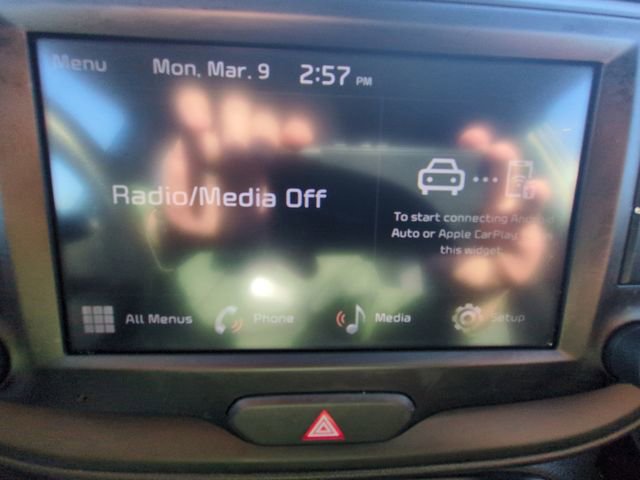 Menu
Mon, Mar. 9 2:57 PM
Radio/Media Off
To start connecting Android
Auto or Apple CarPlay
this widget.
All Menus
Phone
Media
Setup